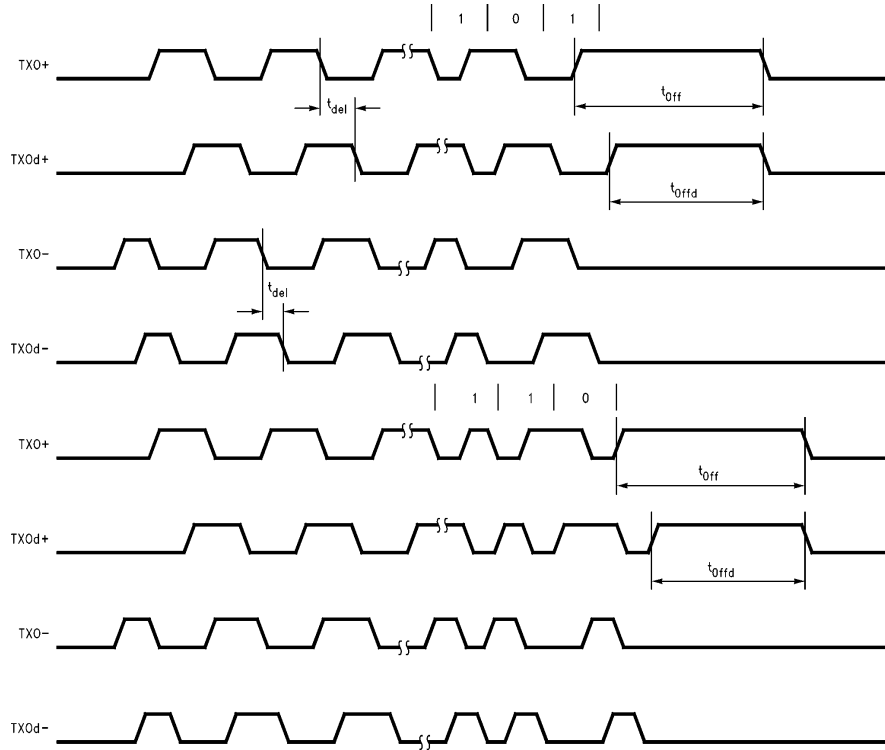 1 0 1
TXO+
t_Off
t_del
TXOd+
t_Offd
TXO-
t_del
TXOd-
1 1 0
TXO+
t_Off
TXOd+
t_Offd
TXO-
TXOd-